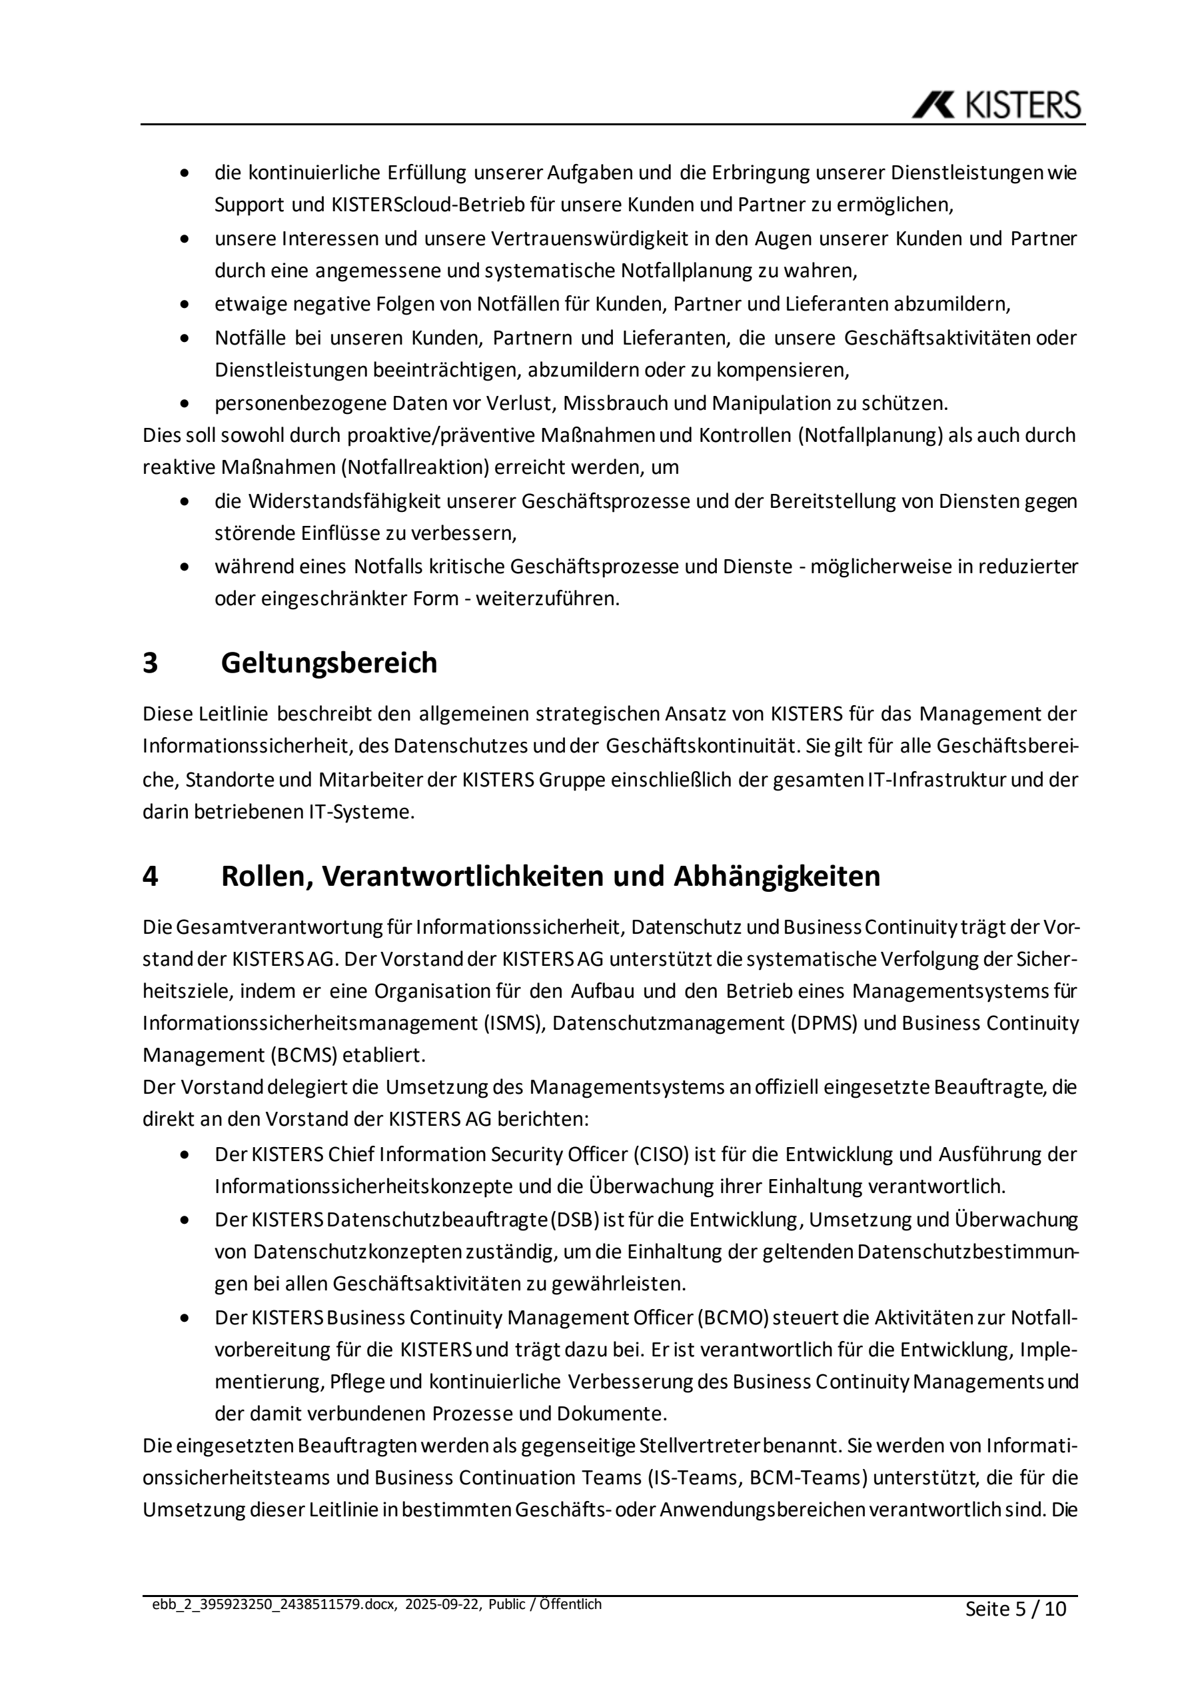 KISTERS
• die kontinuierliche Erfüllung unserer Aufgaben und die Erbringung unserer Dienstleistungen wie
Support und KISTERScloud-Betrieb für unsere Kunden und Partner zu ermöglichen,
• unsere Interessen und unsere Vertrauenswürdigkeit in den Augen unserer Kunden und Partner
durch eine angemessene und systematische Notfallplanung zu wahren,
• etwaige negative Folgen von Notfällen für Kunden, Partner und Lieferanten abzumildern,
• Notfälle bei unseren Kunden, Partnern und Lieferanten, die unsere Geschäftsaktivitäten oder
Dienstleistungen beeinträchtigen, abzumildern oder zu kompensieren,
• personenbezogene Daten vor Verlust, Missbrauch und Manipulation zu schützen.
Dies soll sowohl durch proaktive/präventive Maßnahmen und Kontrollen (Notfallplanung) als auch durch
reaktive Maßnahmen (Notfallreaktion) erreicht werden, um
• die Widerstandsfähigkeit unserer Geschäftsprozesse und der Bereitstellung von Diensten gegen
störende Einflüsse zu verbessern,
• während eines Notfalls kritische Geschäftsprozesse und Dienste - möglicherweise in reduzierter
oder eingeschränkter Form - weiterzuführen.
3 Geltungsbereich
Diese Leitlinie beschreibt den allgemeinen strategischen Ansatz von KISTERS für das Management der
Informationssicherheit, des Datenschutzes und der Geschäftskontinuität. Sie gilt für alle Geschäftsberei-
che, Standorte und Mitarbeiter der KISTERS Gruppe einschließlich der gesamten IT-Infrastruktur und der
darin betriebenen IT-Systeme.
4 Rollen, Verantwortlichkeiten und Abhängigkeiten
Die Gesamtverantwortung für Informationssicherheit, Datenschutz und Business Continuity trägt der Vor-
stand der KISTERS AG. Der Vorstand der KISTERS AG unterstützt die systematische Verfolgung der Sicher-
heitsziele, indem er eine Organisation für den Aufbau und den Betrieb eines Managementsystems für
Informationssicherheitsmanagement (ISMS), Datenschutzmanagement (DPMS) und Business Continuity
Management (BCMS) etabliert.
Der Vorstand delegiert die Umsetzung des Managementsystems an offiziell eingesetzte Beauftragte, die
direkt an den Vorstand der KISTERS AG berichten:
• Der KISTERS Chief Information Security Officer (CISO) ist für die Entwicklung und Ausführung der
Informationssicherheitskonzepte und die Überwachung ihrer Einhaltung verantwortlich.
• Der KISTERS Datenschutzbeauftragte (DSB) ist für die Entwicklung, Umsetzung und Überwachung
von Datenschutzkonzepten zuständig, um die Einhaltung der geltenden Datenschutzbestimmun-
gen bei allen Geschäftsaktivitäten zu gewährleisten.
• Der KISTERS Business Continuity Management Officer (BCMO) steuert die Aktivitäten zur Notfall-
vorbereitung für die KISTERS und trägt dazu bei. Er ist verantwortlich für die Entwicklung, Imple-
mentierung, Pflege und kontinuierliche Verbesserung des Business Continuity Managements und
der damit verbundenen Prozesse und Dokumente.
Die eingesetzten Beauftragten werden als gegenseitige Stellvertreter benannt. Sie werden von Informati-
onssicherheitsteams und Business Continuation Teams (IS-Teams, BCM-Teams) unterstützt, die für die
Umsetzung dieser Leitlinie in bestimmten Geschäfts- oder Anwendungsbereichen verantwortlich sind. Die
ebb_2_395923250_2438511579.docx, 2025-09-22, Public / Öffentlich
Seite 5 / 10